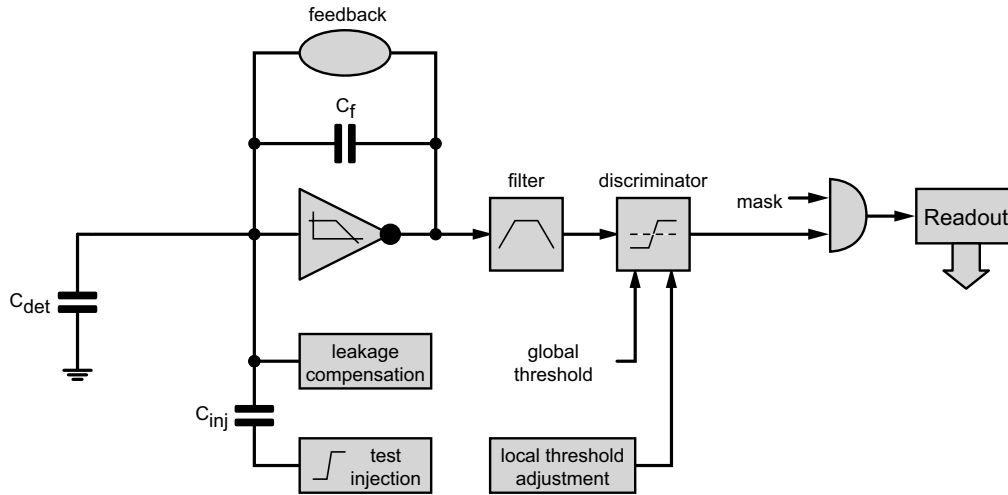 feedback
Cf
filter
discriminator
mask
Readout
Cdet
leakage
compensation
global
threshold
Cinj
test
injection
local threshold
adjustment